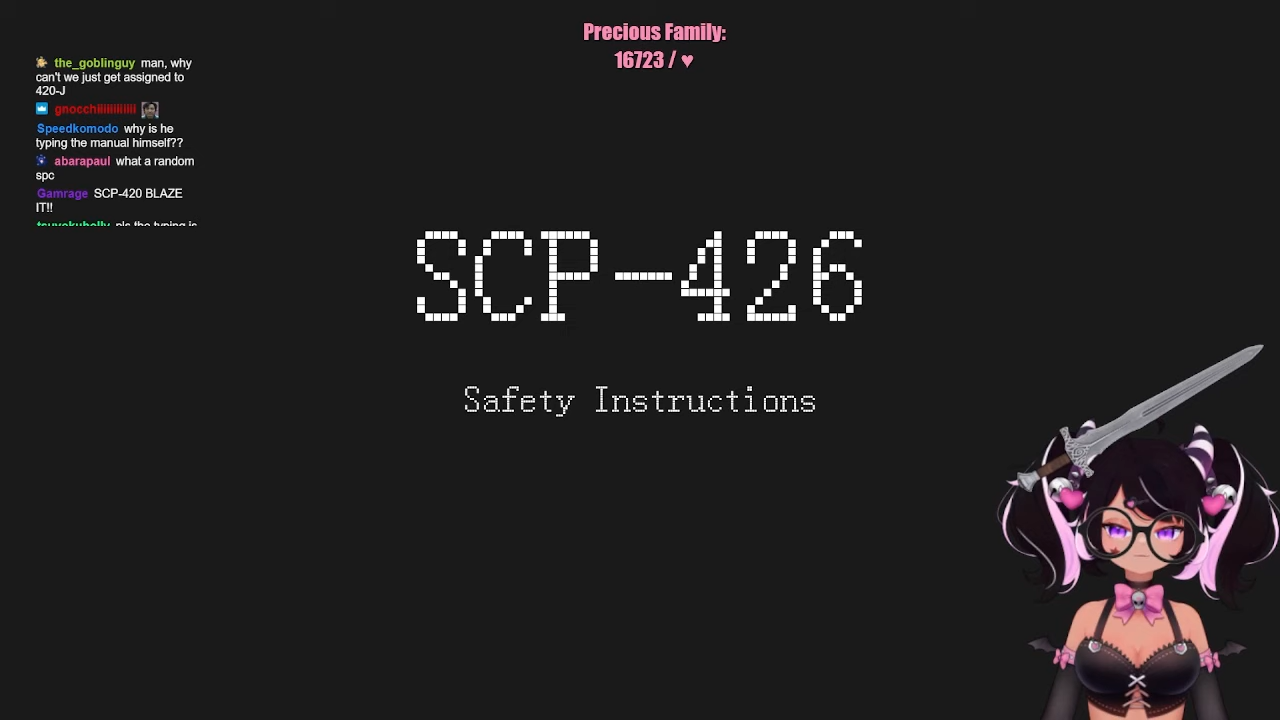 Precious Family:
16723 / ♥
the_goblinguy man, why
can't we just get assigned to
420-J
gnocchiiiiiiiiiiiii
Speedkomodo why is he
typing the manual himself??
abarapaul what a random
spc
Gamrage SCP-420 BLAZE
IT!!
SCP-426
Safety Instructions